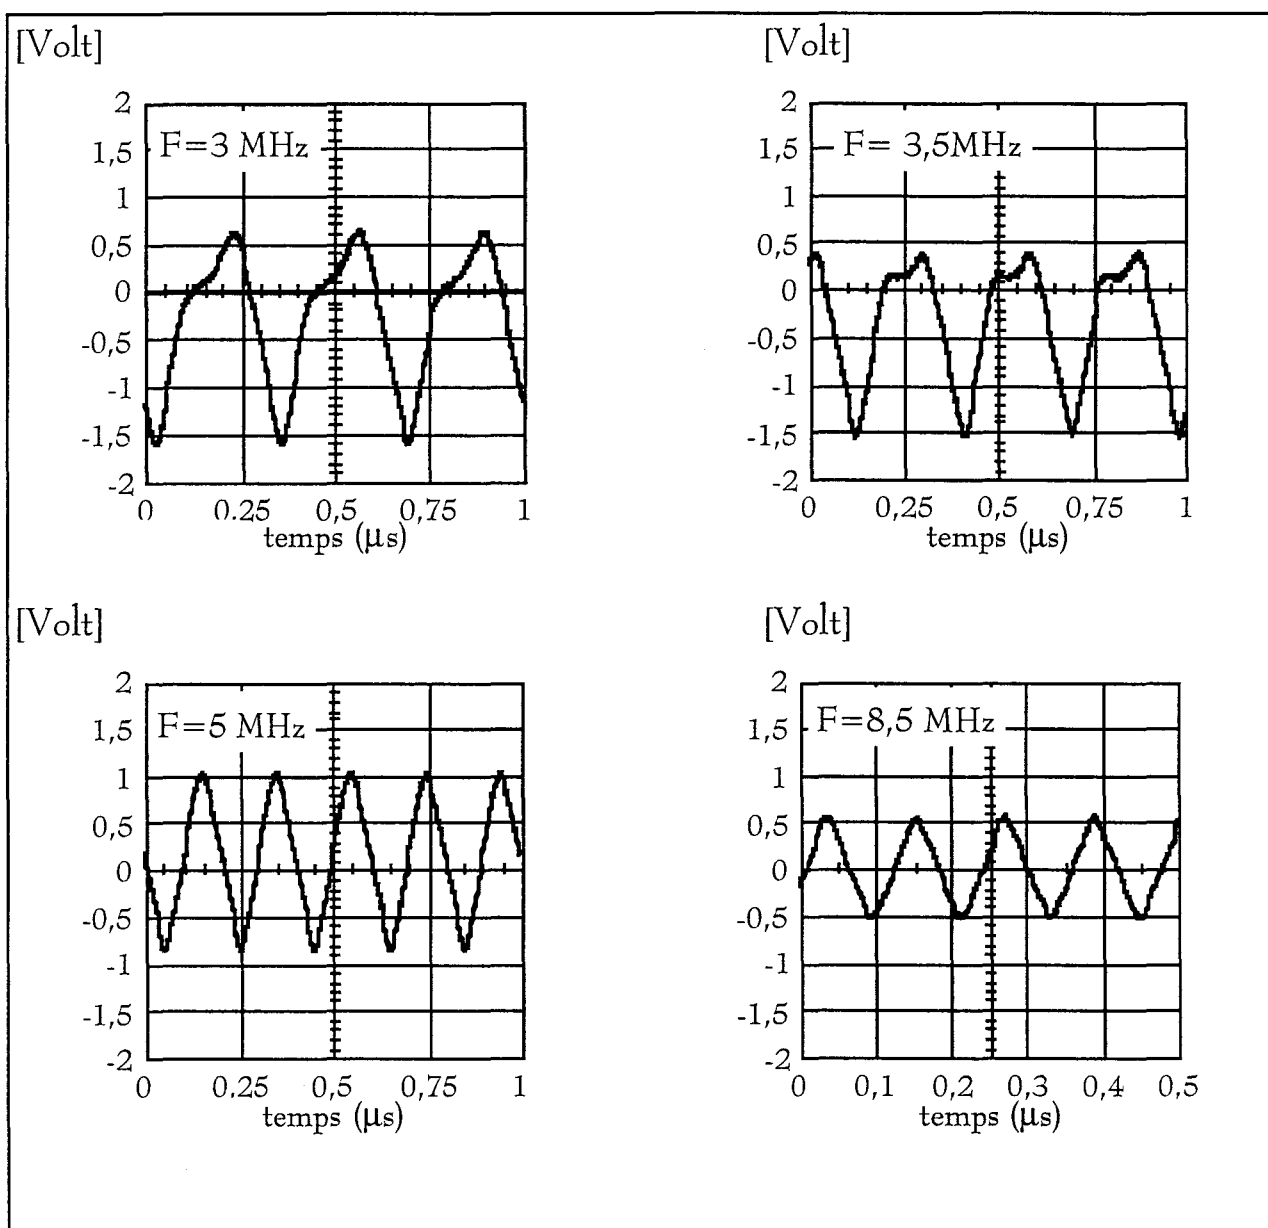 [Volt]
2
1,5
1
0,5
0
-0,5
-1
-1,5
-2
F=3 MHz
0 0.25 0,5 0,75 1
temps (μs)
[Volt]
2
1,5
1
0,5
0
-0,5
-1
-1,5
-2
F= 3,5MHz
0 0,25 0,5 0,75 1
temps (μs)
[Volt]
2
1,5
1
0,5
0
-0,5
-1
-1,5
-2
F=5 MHz
0 0.25 0,5 0,75 1
temps (μs)
[Volt]
2
1,5
1
0,5
0
-0,5
-1
-1,5
-2
F=8,5 MHz
0 0,1 0,2 0,3 0,4 0,5
temps (μs)